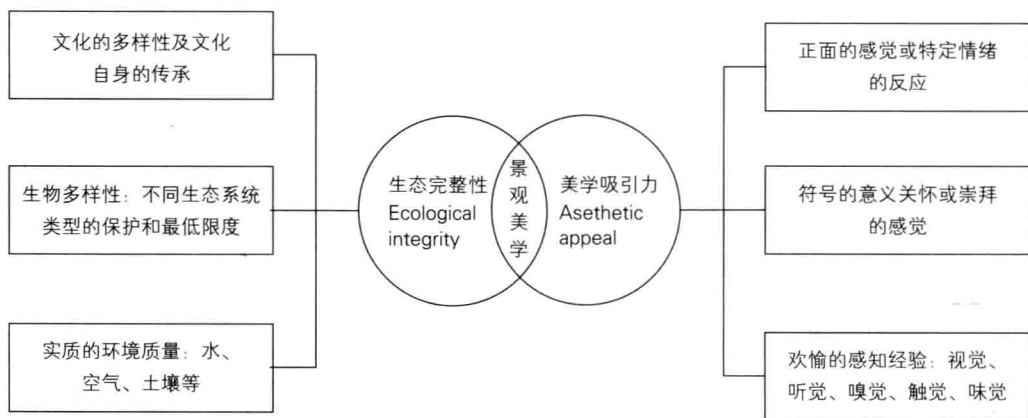 文化的多样性及文化
自身的传承
生物多样性：不同生态系统
类型的保护和最低限度
实质的环境质量：水、
空气、土壤等
生态完整性
Ecological
integrity
景
观
美
学
美学吸引力
Asethetic
appeal
正面的感觉或特定情绪
的反应
符号的意义关怀或崇拜
的感觉
欢愉的感知经验：视觉、
听觉、嗅觉、触觉、味觉